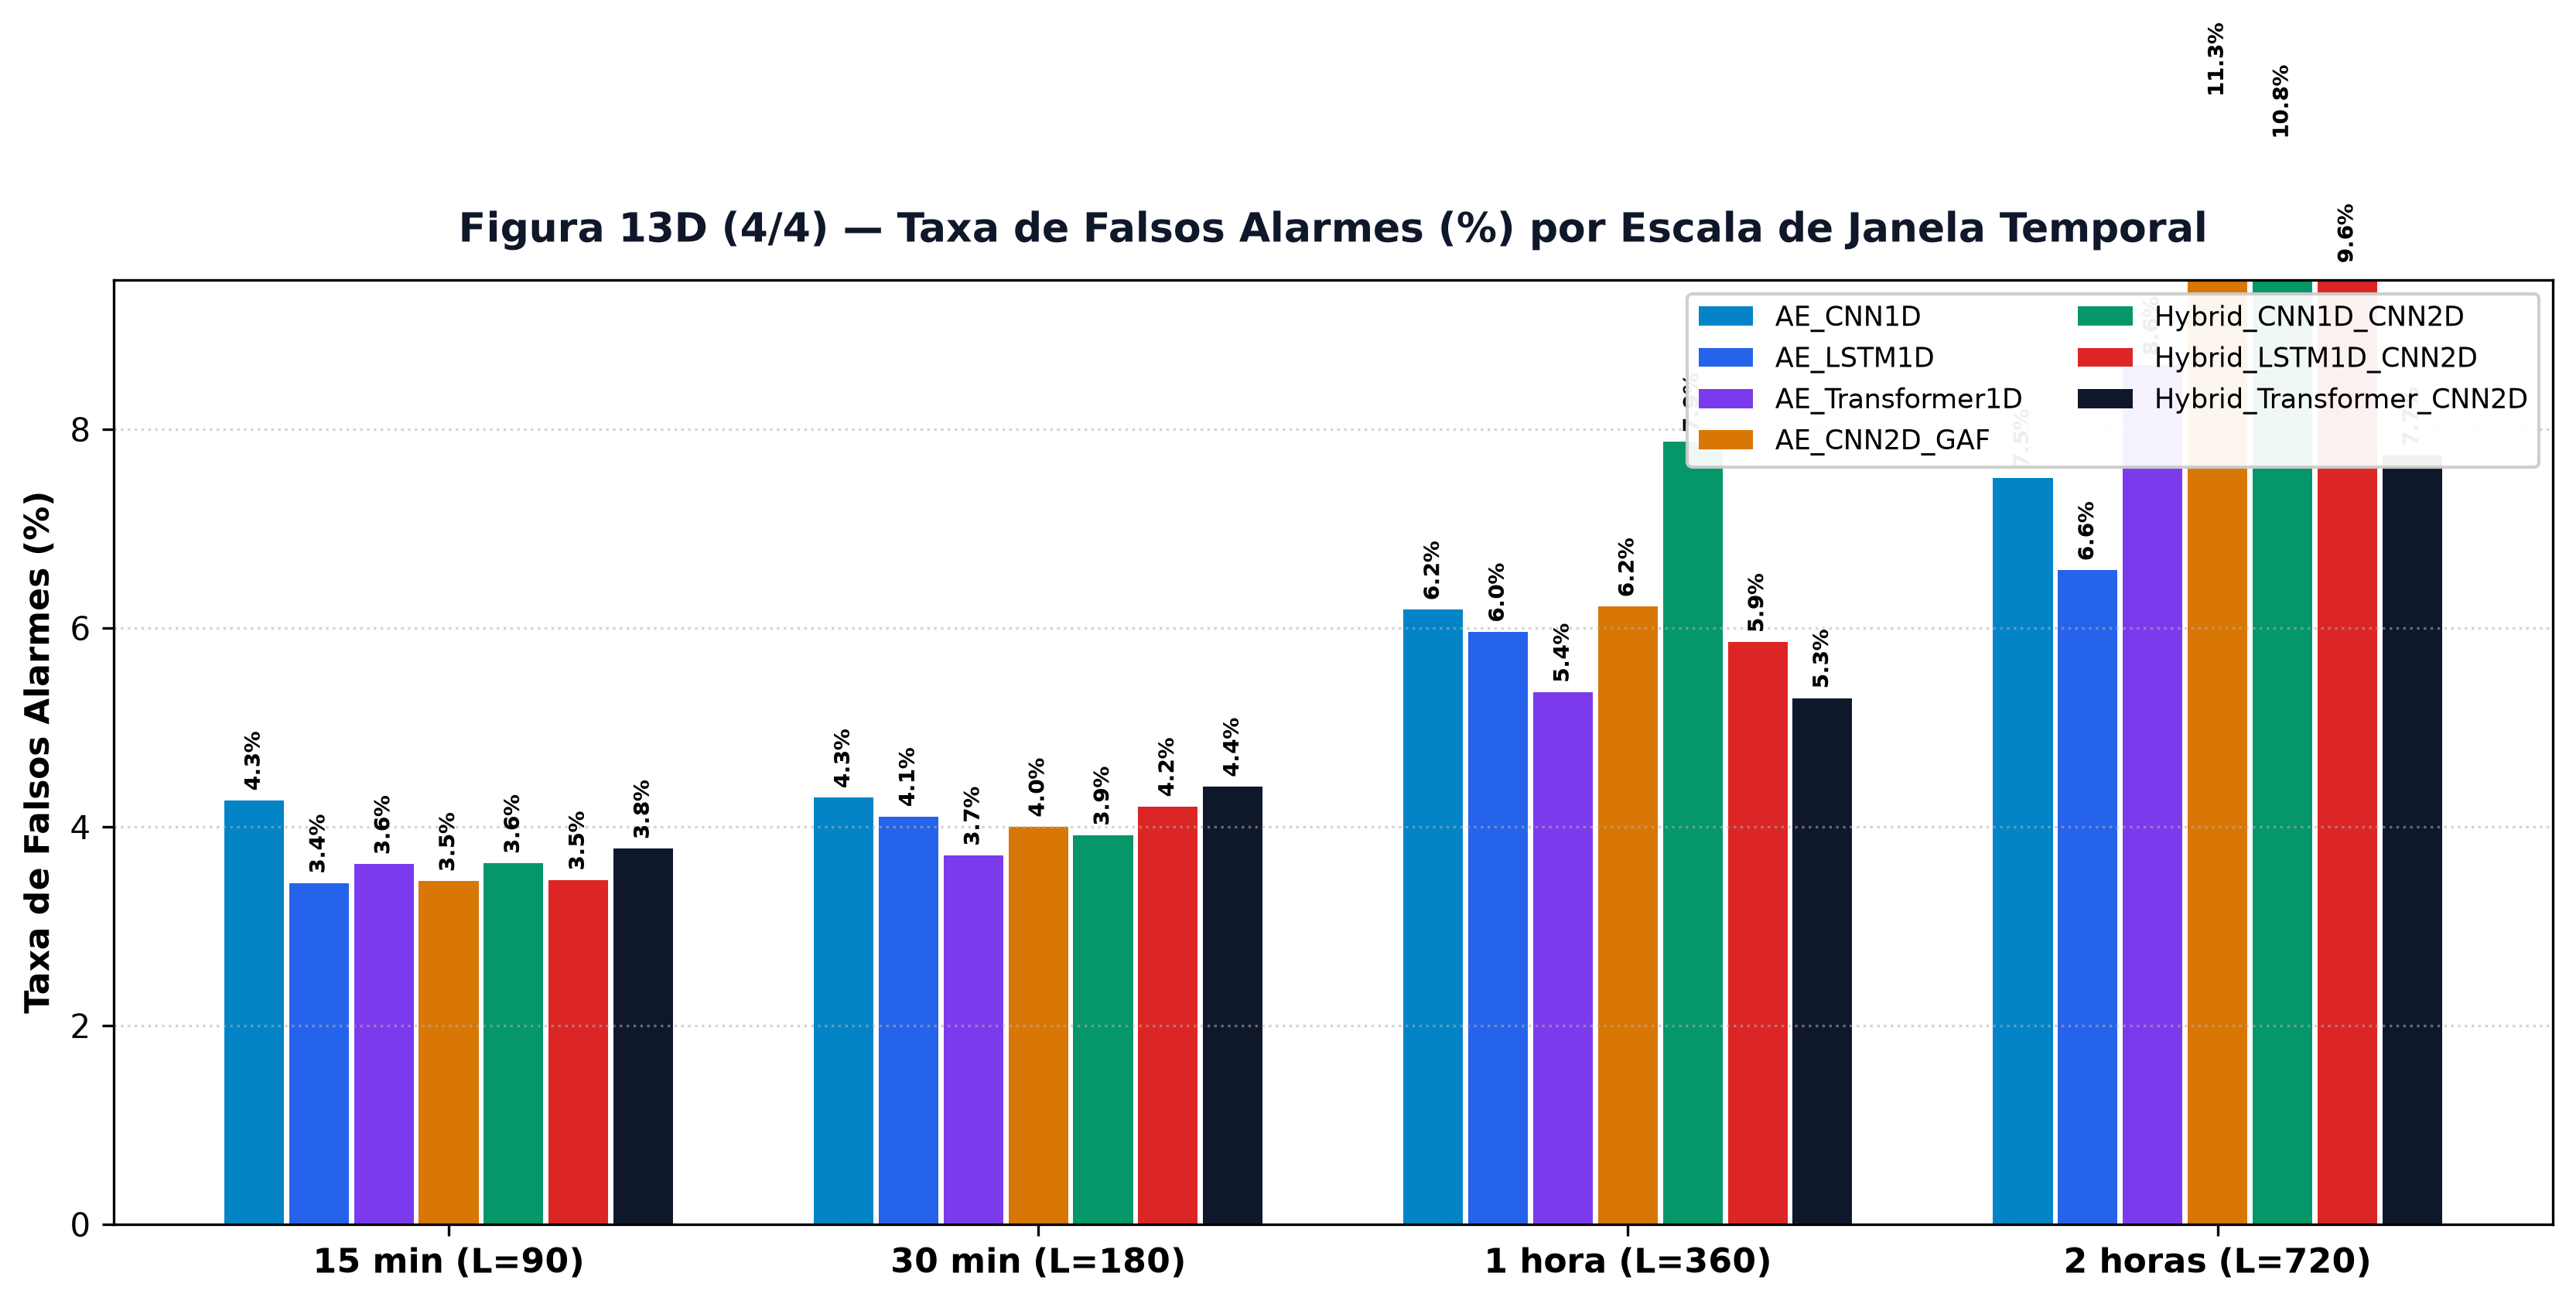 11.3%
10.8%
9.6%
Figura 13D (4/4) — Taxa de Falsos Alarmes (%) por Escala de Janela Temporal
Taxa de Falsos Alarmes (%)
8
6
4
2
0
AE_CNN1D
AE_LSTM1D
AE_Transformer1D
AE_CNN2D_GAF
Hybrid_CNN1D_CNN2D
Hybrid_LSTM1D_CNN2D
Hybrid_Transformer_CNN2D
4.3%
3.4%
3.6%
3.5%
3.6%
3.5%
3.8%
4.3%
4.1%
3.7%
4.0%
3.9%
4.2%
4.4%
6.2%
6.0%
5.4%
6.2%
5.9%
5.3%
7.5%
6.6%
8.6%
15 min (L=90)
30 min (L=180)
1 hora (L=360)
2 horas (L=720)